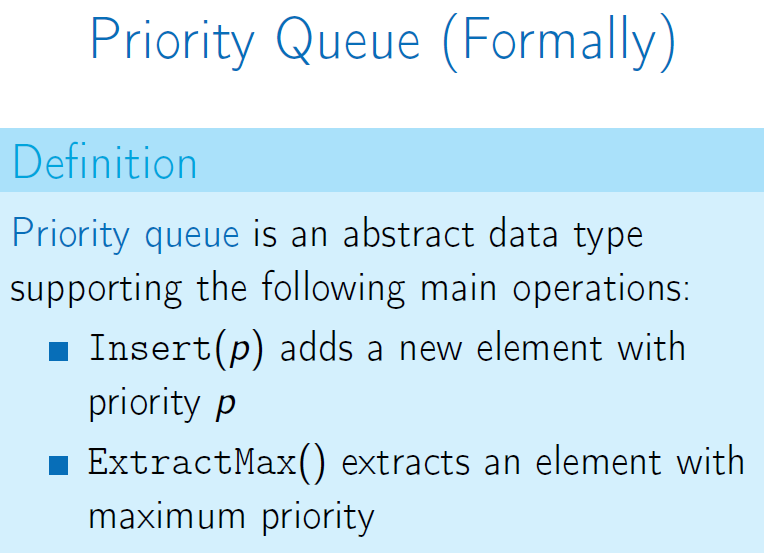 Priority Queue (Formally)
Definition
Priority queue is an abstract data type
supporting the following main operations:
Insert(p) adds a new element with
priority p
ExtractMax() extracts an element with
maximum priority